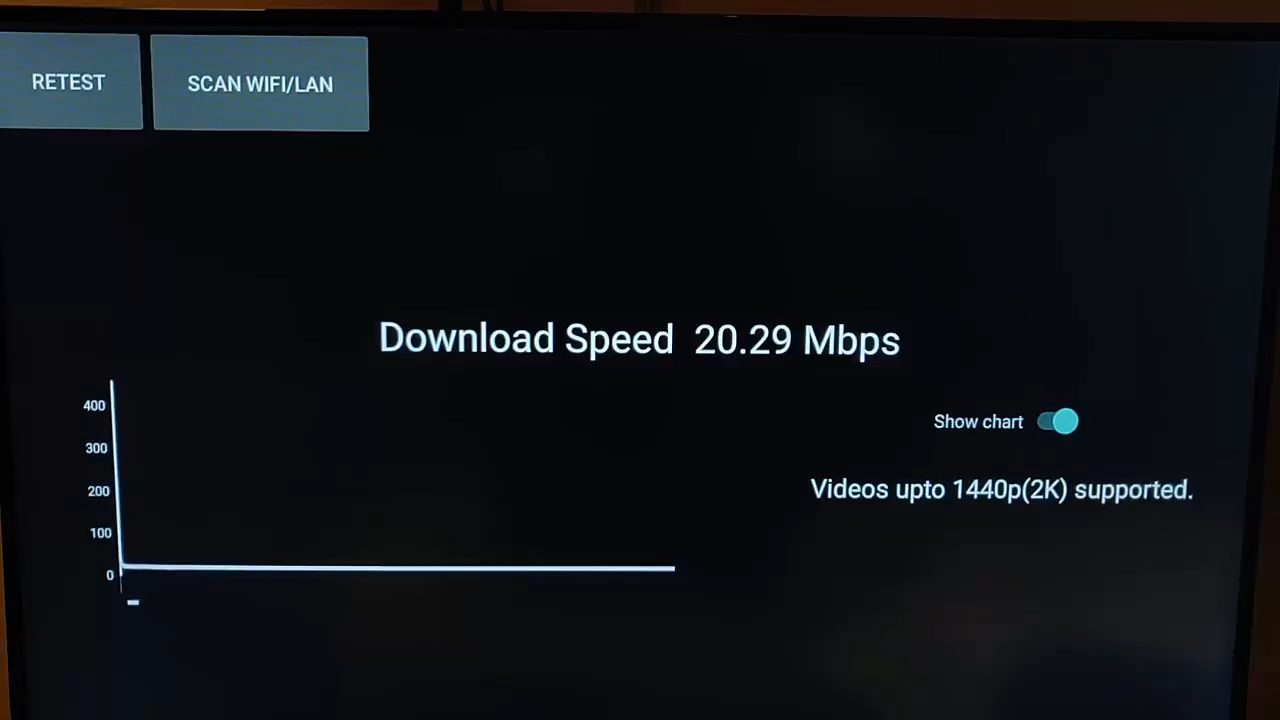 RETEST
SCAN WIFI/LAN
Download Speed 20.29 Mbps
400
300
200
100
0
Show chart
Videos upto 1440p(2K) supported.